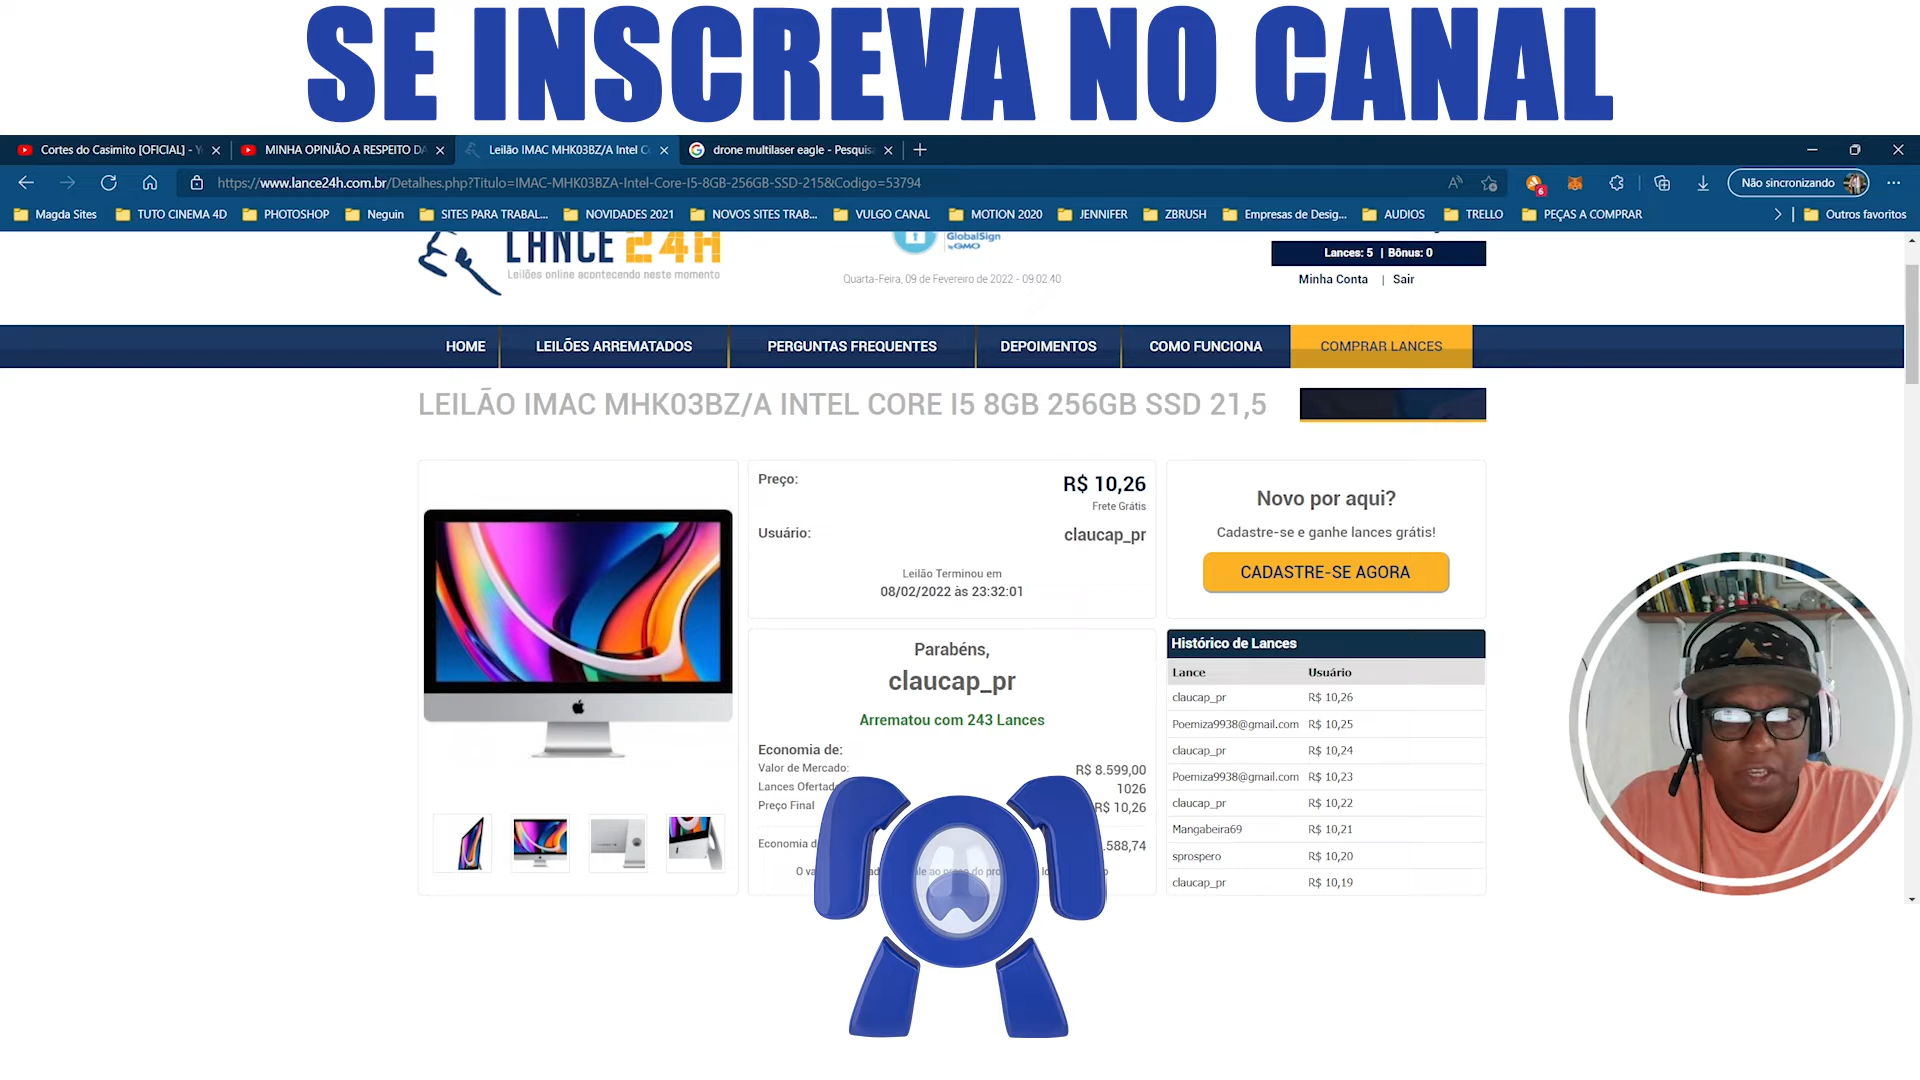 SE INSCREVA NO CANAL
Cortes do Casimito [OFICIAL] - Y
MINHA OPINIÃO A RESPEITO DA
Leilão IMAC MHK03BZ/A Intel C
drone multilaser eagle - Pesquis
https://www.lance24h.com.br/Detalhes.php?Titulo=IMAC-MHK03BZA-Intel-Core-I5-8GB-256GB-SSD-215&Codigo=53794
6
Não sincronizando
Magda Sites TUTO CINEMA 4D PHOTOSHOP Neguin SITES PARA TRABAL... NOVIDADES 2021 NOVOS SITES TRAB... VULGO CANAL MOTION 2020 JENNIFER ZBRUSH Empresas de Desig... AUDIOS TRELLO PEÇAS A COMPRAR Outros favoritos
LANCE 24H
Leilões online acontecendo neste momento
GlobalSign
by GMO
Quarta-Feira, 09 de Fevereiro de 2022 - 09:02:40
Lances: 5 | Bônus: 0
Minha Conta | Sair
HOME LEILÕES ARREMATADOS PERGUNTAS FREQUENTES DEPOIMENTOS COMO FUNCIONA COMPRAR LANCES
LEILÃO IMAC MHK03BZ/A INTEL CORE I5 8GB 256GB SSD 21,5
Preço: R$ 10,26
Frete Grátis
Usuário: claucap_pr
Leilão Terminou em
08/02/2022 às 23:32:01
Parabéns,
claucap_pr
Arrematou com 243 Lances
Economia de:
Valor de Mercado: R$ 8.599,00
Lances Ofertad 1026
Preço Final R$ 10,26
Economia d .588,74
Novo por aqui?
Cadastre-se e ganhe lances grátis!
CADASTRE-SE AGORA
Histórico de Lances
Lance Usuário
claucap_pr R$ 10,26
Poemiza9938@gmail.com R$ 10,25
claucap_pr R$ 10,24
Poemiza9938@gmail.com R$ 10,23
claucap_pr R$ 10,22
Mangabeira69 R$ 10,21
sprospero R$ 10,20
claucap_pr R$ 10,19